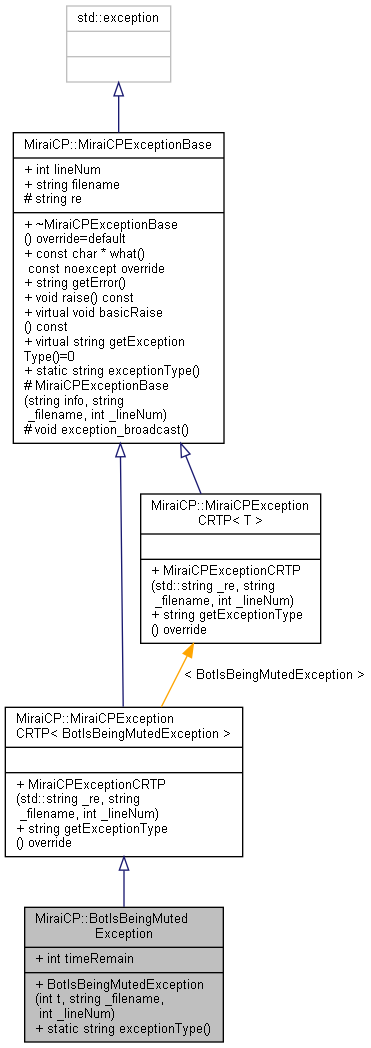 std::exception
MiraiCP::MiraiCPExceptionBase
+ int lineNum
+ string filename
# string re
+ ~MiraiCPExceptionBase
() override=default
+ const char * what()
const noexcept override
+ string getError()
+ void raise() const
+ virtual void basicRaise
() const
+ virtual string getException
Type()=0
+ static string exceptionType()
# MiraiCPExceptionBase
(string info, string
_filename, int _lineNum)
# void exception_broadcast()
MiraiCP::MiraiCPException
CRTP< T >
+ MiraiCPExceptionCRTP
(std::string _re, string
_filename, int _lineNum)
+ string getExceptionType
() override
< BotIsBeingMutedException >
MiraiCP::MiraiCPException
CRTP< BotIsBeingMutedException >
+ MiraiCPExceptionCRTP
(std::string _re, string
_filename, int _lineNum)
+ string getExceptionType
() override
MiraiCP::BotIsBeingMuted
Exception
+ int timeRemain
+ BotIsBeingMutedException
(int t, string _filename,
int _lineNum)
+ static string exceptionType()